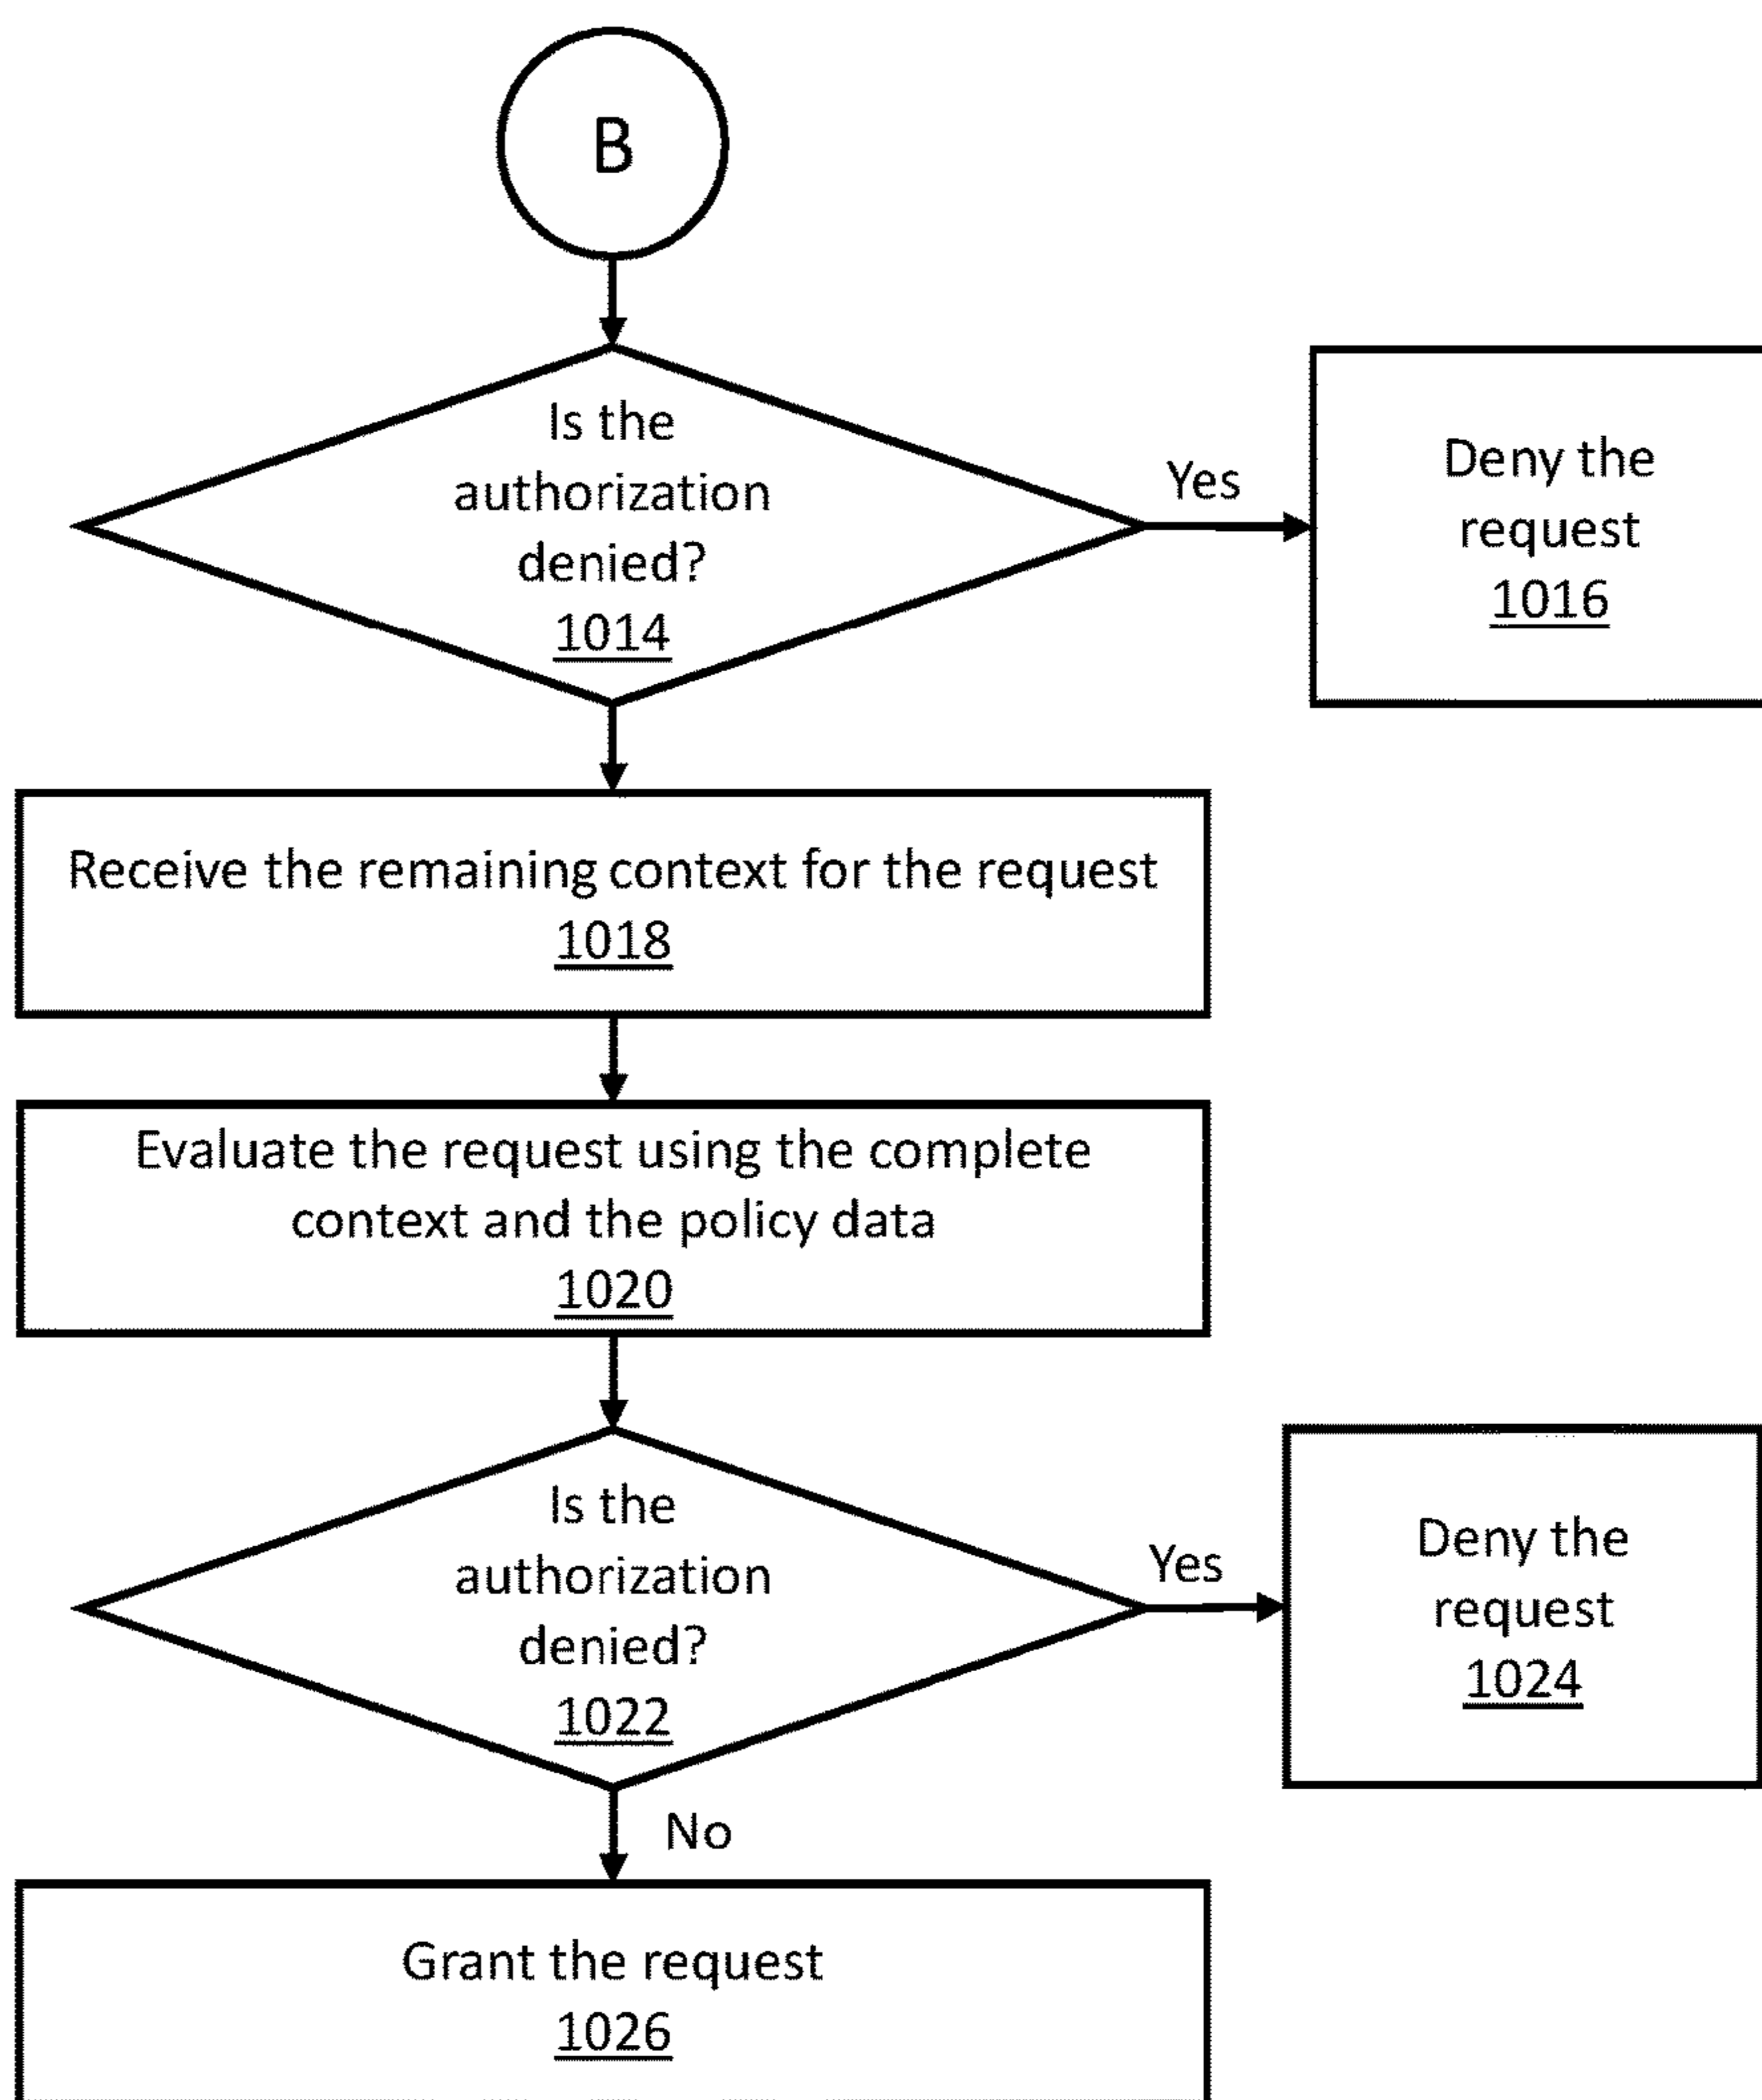 B
Is the
authorization
denied?
1014
Yes
Deny the
request
1016
Receive the remaining context for the request
1018
Evaluate the request using the complete
context and the policy data
1020
Is the
authorization
denied?
1022
Yes
Deny the
request
1024
No
Grant the request
1026